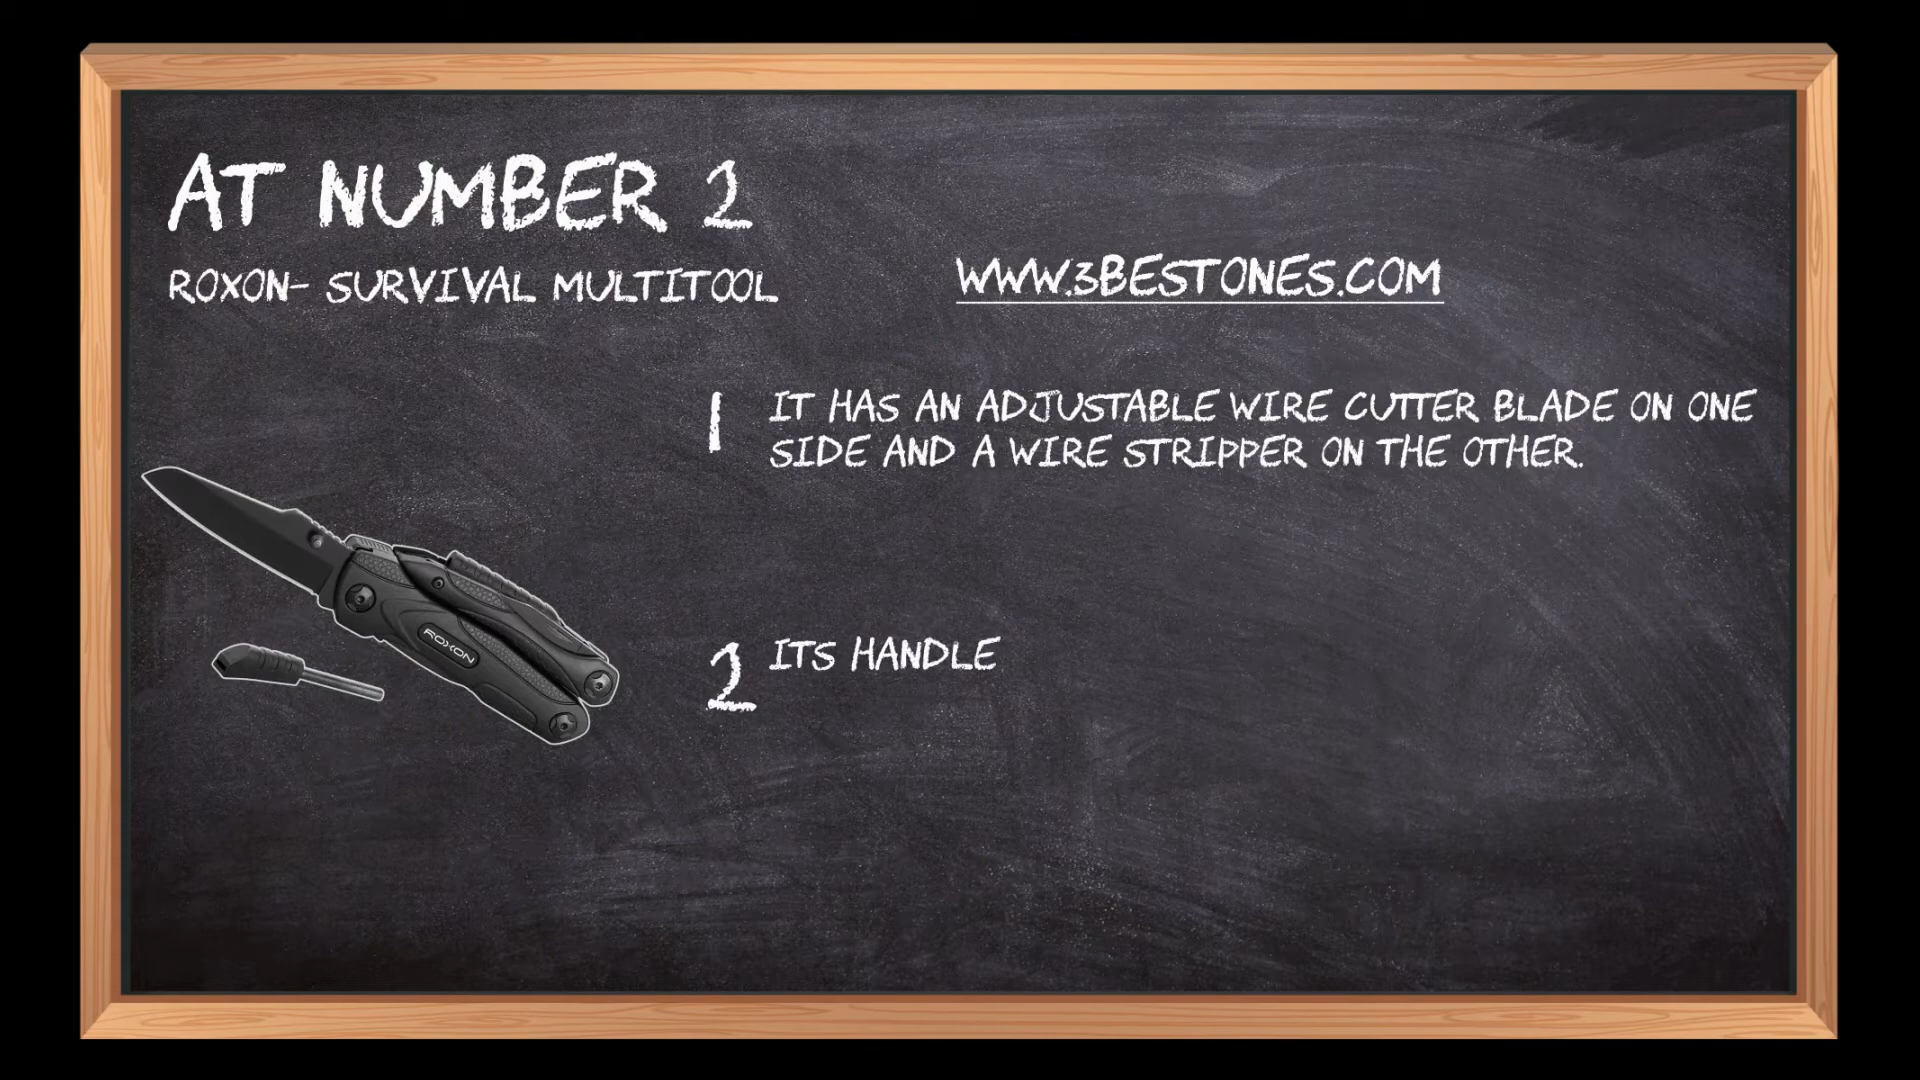 AT NUMBER 2
ROXON- SURVIVAL MULTITOOL
WWW.3BESTONES.COM
1 IT HAS AN ADJUSTABLE WIRE CUTTER BLADE ON ONE
SIDE AND A WIRE STRIPPER ON THE OTHER.
ROXON
2 ITS HANDLE